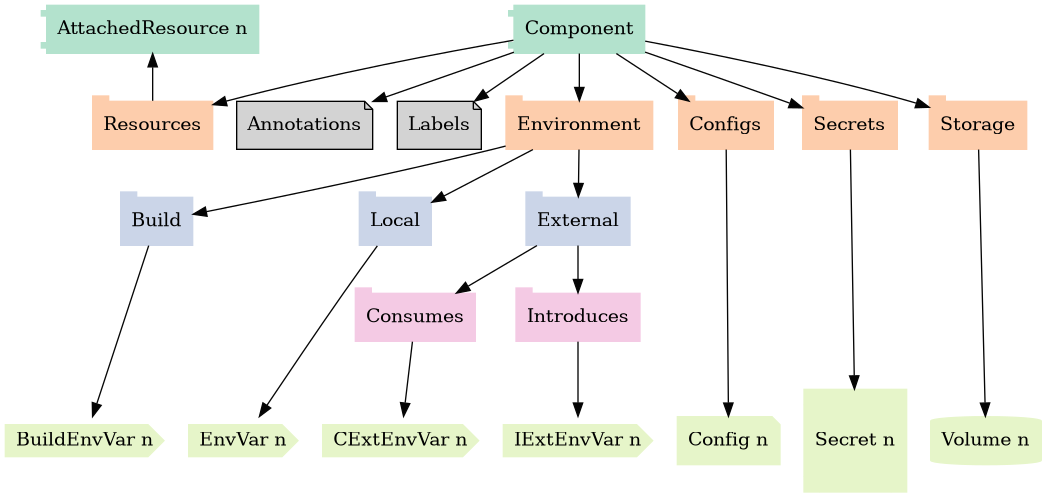 AttachedResource n
Component
Resources
Annotations
Labels
Environment
Configs
Secrets
Storage
Build
Local
External
Consumes
Introduces
BuildEnvVar n
EnvVar n
CExtEnvVar n
IExtEnvVar n
Config n
Secret n
Volume n